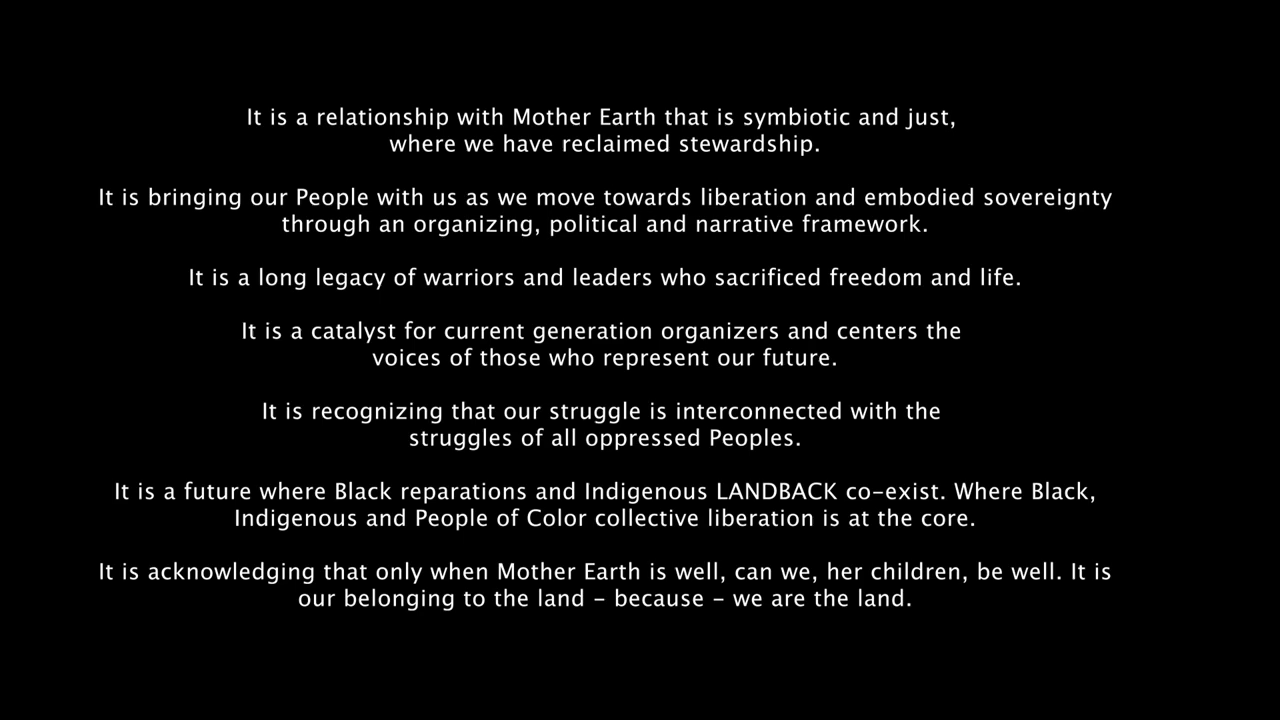 It is a relationship with Mother Earth that is symbiotic and just,
where we have reclaimed stewardship.
It is bringing our People with us as we move towards liberation and embodied sovereignty
through an organizing, political and narrative framework.
It is a long legacy of warriors and leaders who sacrificed freedom and life.
It is a catalyst for current generation organizers and centers the
voices of those who represent our future.
It is recognizing that our struggle is interconnected with the
struggles of all oppressed Peoples.
It is a future where Black reparations and Indigenous LANDBACK co-exist. Where Black,
Indigenous and People of Color collective liberation is at the core.
It is acknowledging that only when Mother Earth is well, can we, her children, be well. It is
our belonging to the land – because – we are the land.